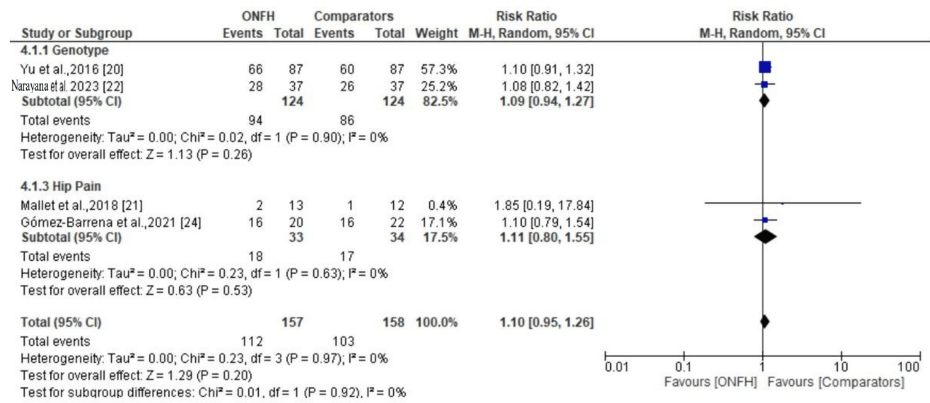 ONFH Comparators Risk Ratio Risk Ratio
Study or Subgroup Events Total Events Total Weight M-H, Random, 95% CI M-H, Random, 95% CI
4.1.1 Genotype
Yu et al.,2016 [20] 66 87 60 87 57.3% 1.10 [0.91, 1.32]
Narayana et al. 2023 [22] 28 37 26 37 25.2% 1.08 [0.82, 1.42]
Subtotal (95% CI) 124 124 82.5% 1.09 [0.94, 1.27]
Total events 94 86
Heterogeneity: Tau² = 0.00; Chi² = 0.02, df = 1 (P = 0.90); I² = 0%
Test for overall effect: Z = 1.13 (P = 0.26)
4.1.3 Hip Pain
Mallet et al.,2018 [21] 2 13 1 12 0.4% 1.85 [0.19, 17.84]
Gómez-Barrena et al.,2021 [24] 16 20 16 22 17.1% 1.10 [0.79, 1.54]
Subtotal (95% CI) 33 34 17.5% 1.11 [0.80, 1.55]
Total events 18 17
Heterogeneity: Tau² = 0.00; Chi² = 0.23, df = 1 (P = 0.63); I² = 0%
Test for overall effect: Z = 0.63 (P = 0.53)
Total (95% CI) 157 158 100.0% 1.10 [0.95, 1.26]
Total events 112 103
Heterogeneity: Tau² = 0.00; Chi² = 0.23, df = 3 (P = 0.97); I² = 0%
Test for overall effect: Z = 1.29 (P = 0.20)
Test for subgroup differences: Chi² = 0.01, df = 1 (P = 0.92), I² = 0%
0.01 0.1 1 10 100
Favours [ONFH] Favours [Comparators]